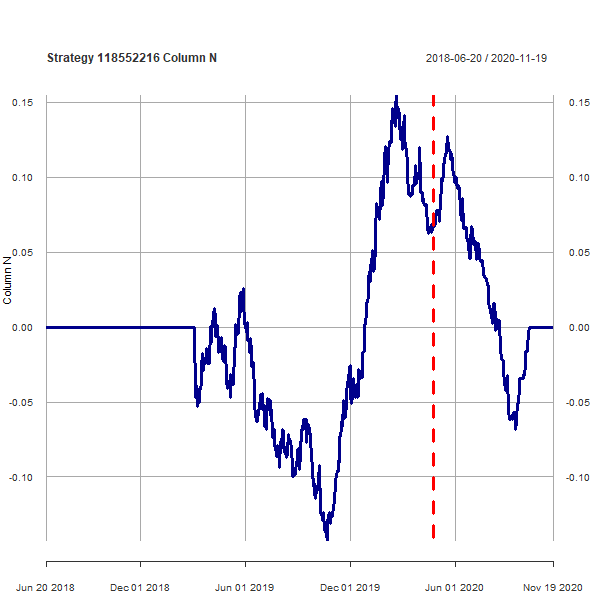 Strategy 118552216 Column N
2018-06-20 / 2020-11-19
0.15
0.15
0.10
0.10
0.05
0.05
Column N
0.00
0.00
-0.05
-0.05
-0.10
-0.10
Jun 20 2018
Dec 01 2018
Jun 01 2019
Dec 01 2019
Jun 01 2020
Nov 19 2020